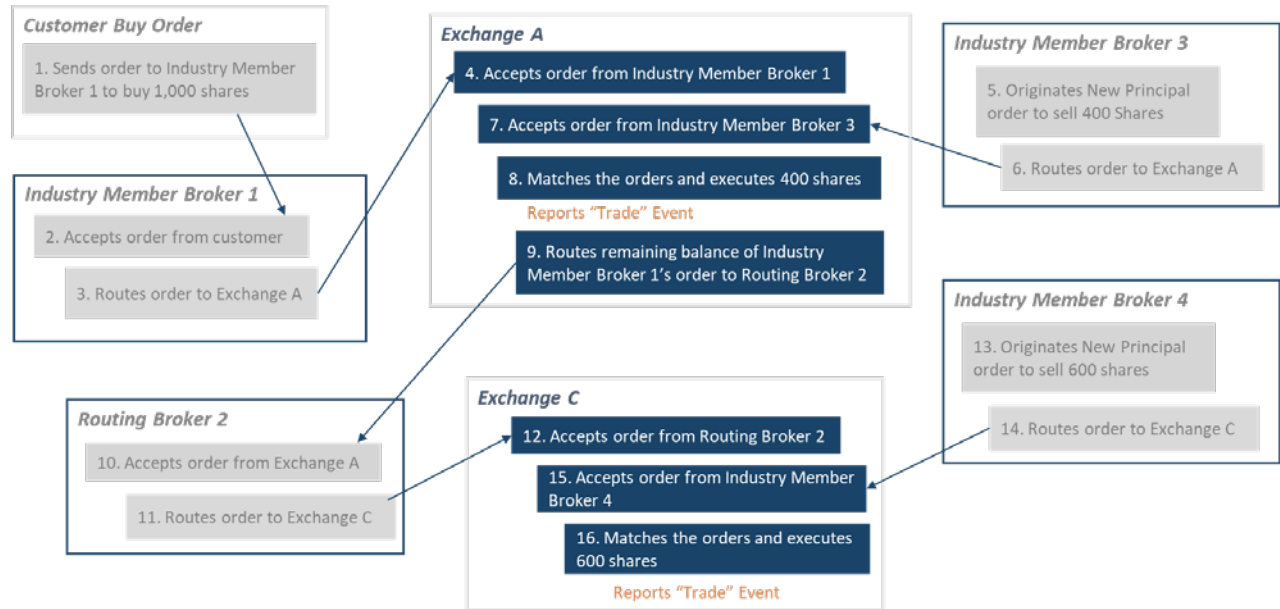 Customer Buy Order
1. Sends order to Industry Member
Broker 1 to buy 1,000 shares
Industry Member Broker 1
2. Accepts order from customer
3. Routes order to Exchange A
Exchange A
4. Accepts order from Industry Member Broker 1
7. Accepts order from Industry Member Broker 3
8. Matches the orders and executes 400 shares
Reports “Trade” Event
9. Routes remaining balance of Industry
Member Broker 1’s order to Routing Broker 2
Industry Member Broker 3
5. Originates New Principal
order to sell 400 Shares
6. Routes order to Exchange A
Routing Broker 2
10. Accepts order from Exchange A
11. Routes order to Exchange C
Exchange C
12. Accepts order from Routing Broker 2
15. Accepts order from Industry Member
Broker 4
16. Matches the orders and executes
600 shares
Reports “Trade” Event
Industry Member Broker 4
13. Originates New Principal
order to sell 600 shares
14. Routes order to Exchange C